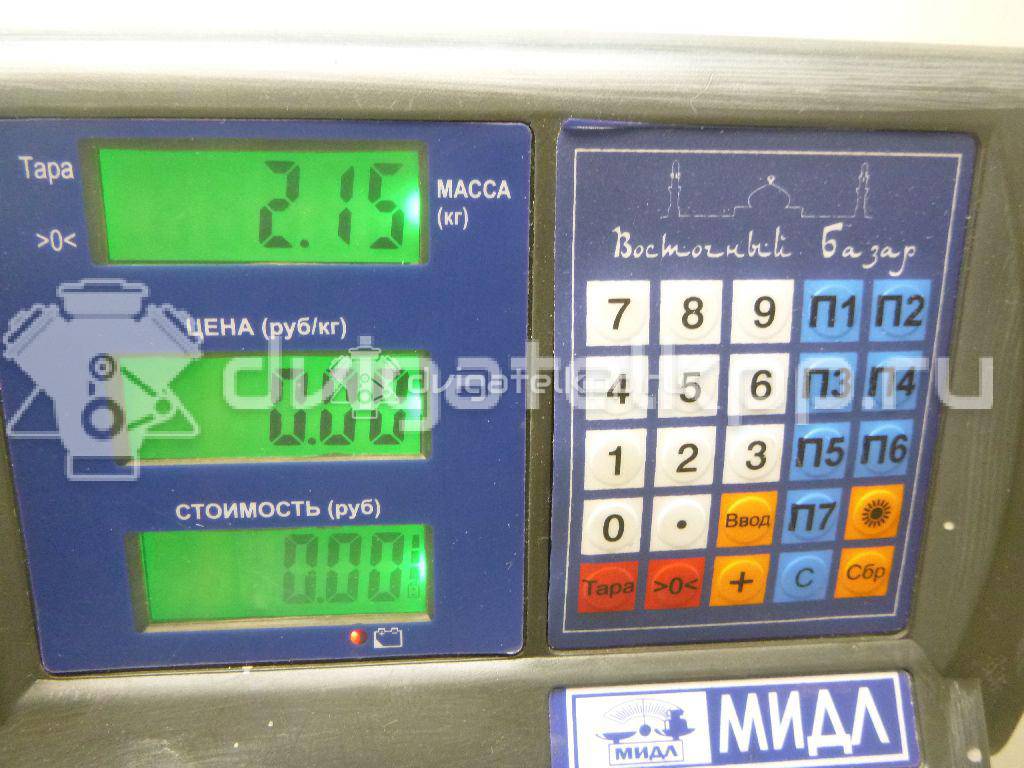 Тара
2.15
МАССА
(кг)
>0<
ЦЕНА (руб/кг)
0.00
СТОИМОСТЬ (руб)
0.00
Восточный Базар
7 8 9 П1 П2
4 5 6 П3 П4
1 2 3 П5 П6
0 • Ввод П7
Тара >0< + С Сбр
МИДЛ
МИДЛ
dvigatelkpp.ru